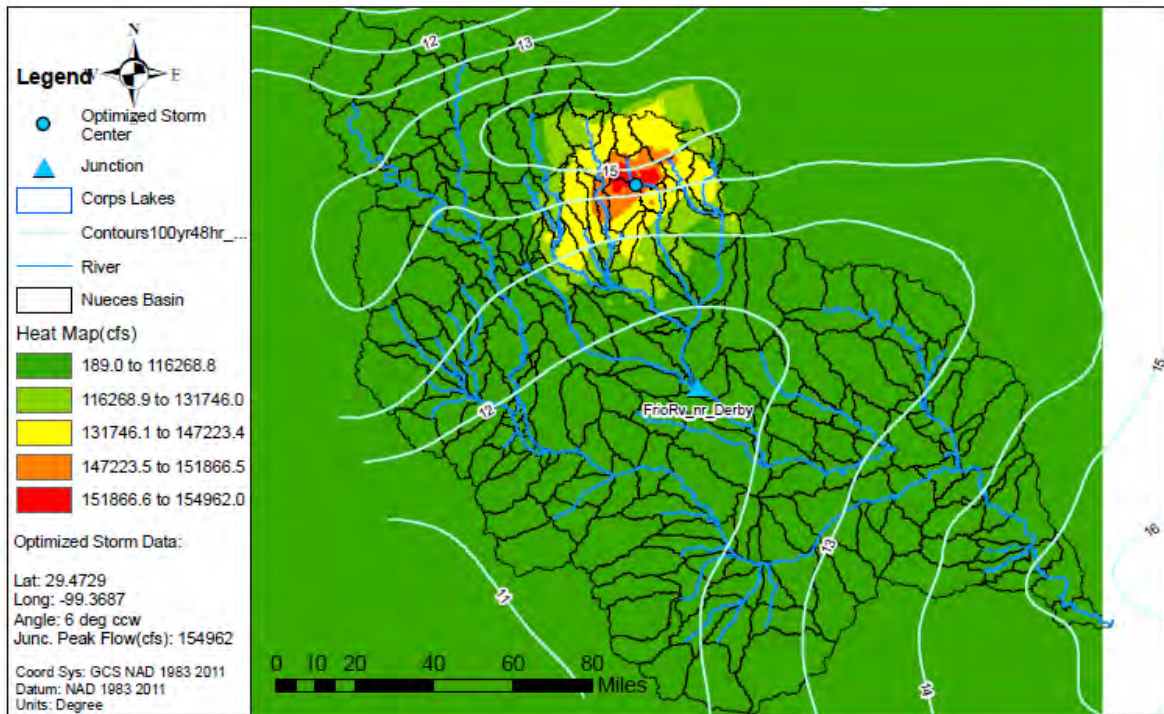 N
Legend
E
Optimized Storm
Center
Junction
Corps Lakes
Contours100yr48hr_...
River
Nueces Basin
Heat Map(cfs)
189.0 to 116268.8
116268.9 to 131746.0
131746.1 to 147223.4
147223.5 to 151866.5
151866.6 to 154962.0
Optimized Storm Data:
Lat: 29.4729
Long: -99.3687
Angle: 6 deg ccw
Junc. Peak Flow(cfs): 154962
Coord Sys: GCS NAD 1983 2011
Datum: NAD 1983 2011
Units: Degree
12
13
15
12
FrioRv_nr_Derby
11
13
14
15
16
0 10 20 40 60 80
Miles